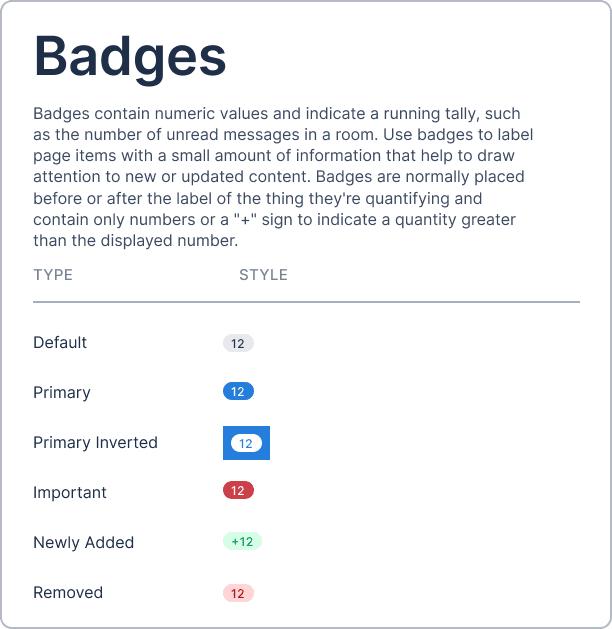 Badges
Badges contain numeric values and indicate a running tally, such
as the number of unread messages in a room. Use badges to label
page items with a small amount of information that help to draw
attention to new or updated content. Badges are normally placed
before or after the label of the thing they're quantifying and
contain only numbers or a "+" sign to indicate a quantity greater
than the displayed number.
TYPE STYLE
Default 12
Primary 12
Primary Inverted 12
Important 12
Newly Added +12
Removed 12